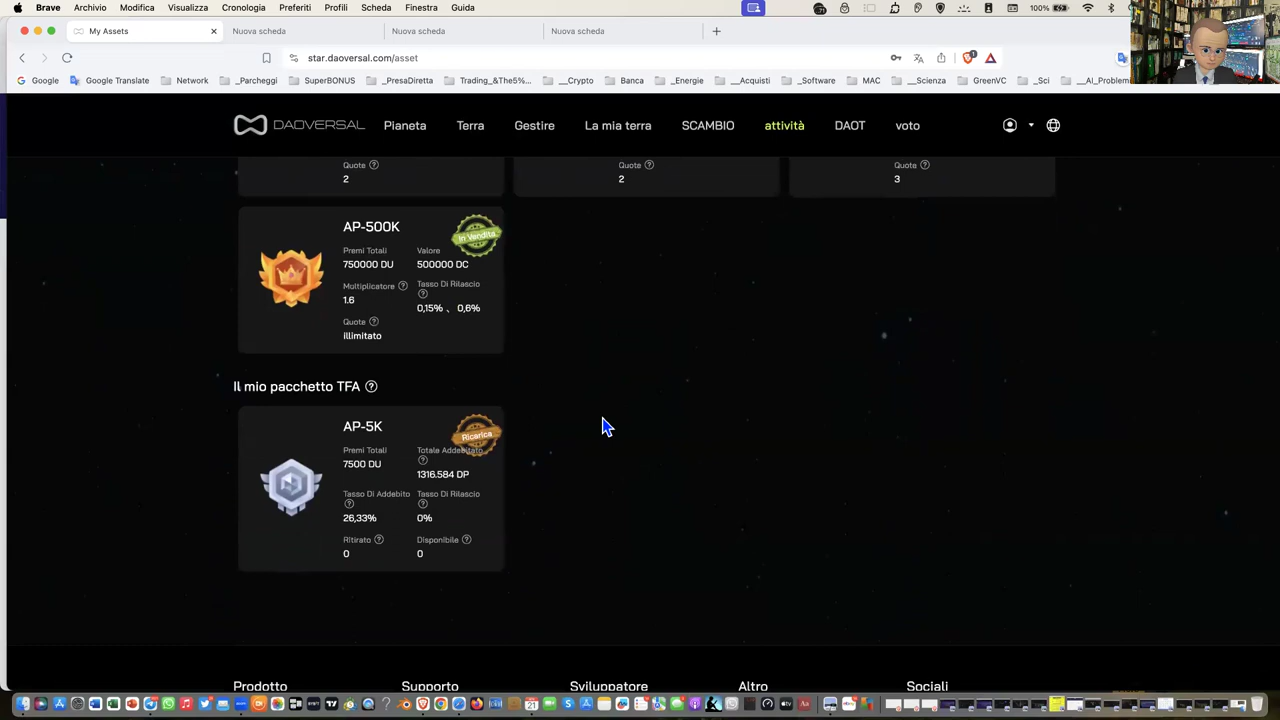 Brave Archivio Modifica Visualizza Cronologia Preferiti Profili Scheda Finestra Guida 100%
My Assets Nuova scheda Nuova scheda Nuova scheda
star.daoversal.com/asset
Google Google Translate Network _Parcheggi SuperBONUS _PresaDiretta Trading_&The5%... __Crypto Banca _Energie __Acquisti _Software MAC __Scienza GreenVC _Sci __AI_Problemi
DAOVERSAL Pianeta Terra Gestire La mia terra SCAMBIO attività DAOT voto
Quote Quote Quote
2 2 3
AP-500K
In Vendita
Premi Totali Valore
750000 DU 500000 DC
Moltiplicatore Tasso Di Rilascio
1.6 0,15% 、 0,6%
Quote
illimitato
Il mio pacchetto TFA
AP-5K
Ricarica
Premi Totali Totale Addebitato
7500 DU 1316.584 DP
Tasso Di Addebito Tasso Di Rilascio
26,33% 0%
Ritirato Disponibile
0 0
Prodotto Supporto Sviluppatore Altro Sociali